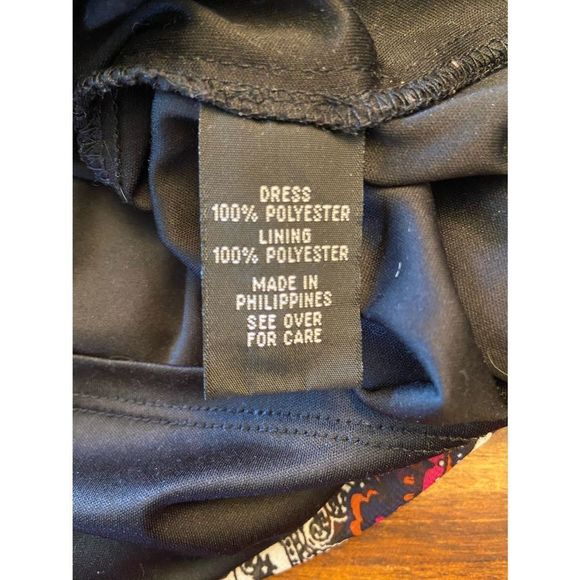 DRESS
100% POLYESTER
LINING
100% POLYESTER
MADE IN
PHILIPPINES
SEE OVER
FOR CARE